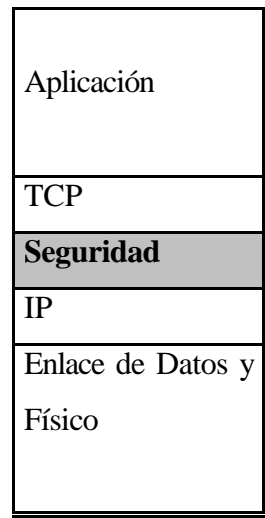 Aplicación
TCP
Seguridad
IP
Enlace de Datos y
Físico